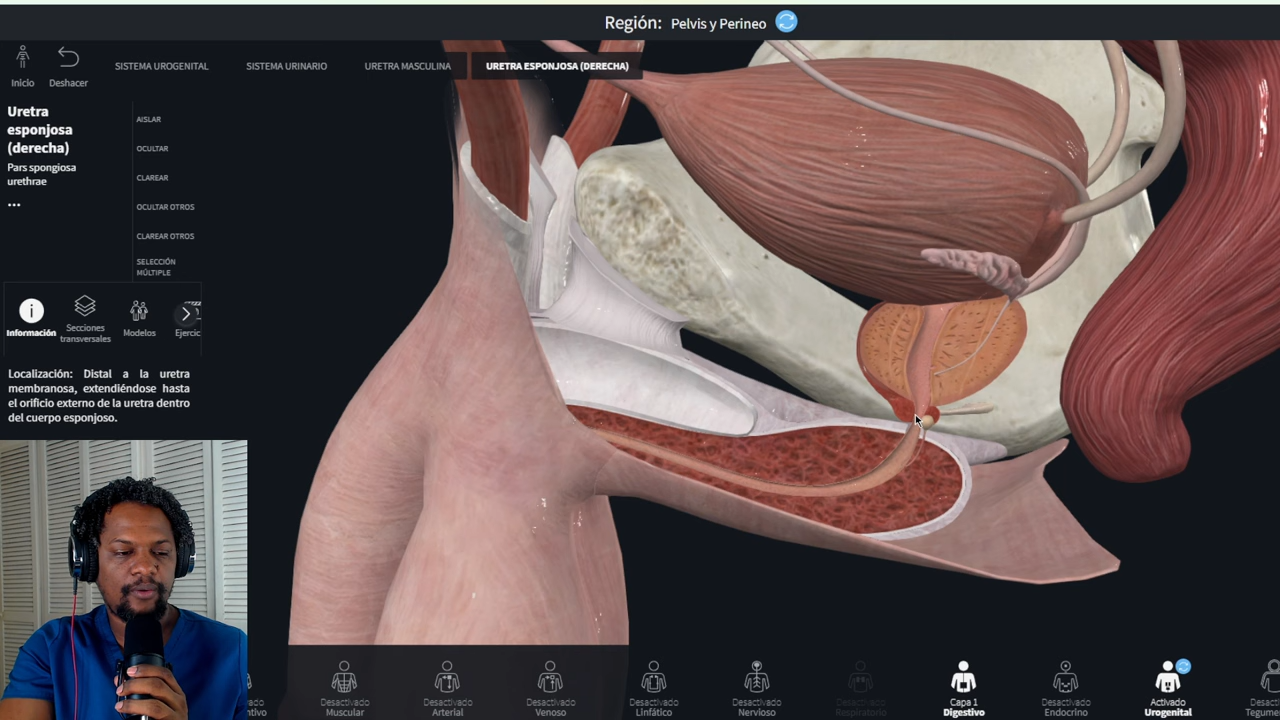 Región: Pelvis y Perineo
Inicio
Deshacer
SISTEMA UROGENITAL
SISTEMA URINARIO
URETRA MASCULINA
URETRA ESPONJOSA (DERECHA)
Uretra
esponjosa
(derecha)
Pars spongiosa
urethrae
...
AISLAR
OCULTAR
CLAREAR
OCULTAR OTROS
CLAREAR OTROS
SELECCIÓN
MÚLTIPLE
i
Información
Secciones
transversales
Modelos
Ejercic
Localización: Distal a la uretra
membranosa, extendiéndose hasta
el orificio externo de la uretra dentro
del cuerpo esponjoso.
Desactivado
Muscular
Desactivado
Arterial
Desactivado
Venoso
Desactivado
Linfático
Desactivado
Nervioso
Desactivado
Respiratorio
Capa 1
Digestivo
Desactivado
Endocrino
Activado
Urogenital